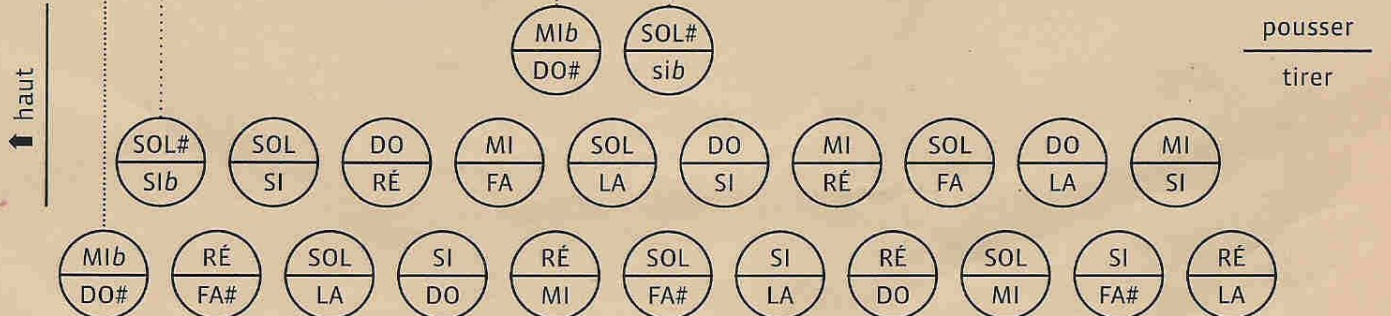 MIb SOL# pousser
DO# sib tirer
haut
SOL# SOL DO MI SOL DO MI SOL DO MI
SIb SI RÉ FA LA SI RÉ FA LA SI
MIb RÉ SOL SI RÉ SOL SI RÉ SOL SI RÉ
DO# FA# LA DO MI FA# LA DO MI FA# LA